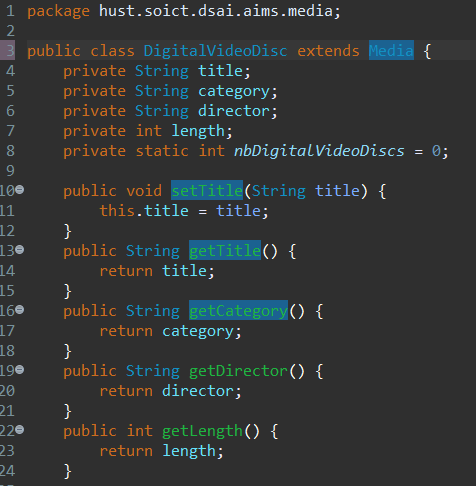 1 package hust.soict.dsai.aims.media;
2
3 public class DigitalVideoDisc extends Media {
4 private String title;
5 private String category;
6 private String director;
7 private int length;
8 private static int nbDigitalVideoDiscs = 0;
9
10 public void setTitle(String title) {
11 this.title = title;
12 }
13 public String getTitle() {
14 return title;
15 }
16 public String getCategory() {
17 return category;
18 }
19 public String getDirector() {
20 return director;
21 }
22 public int getLength() {
23 return length;
24 }